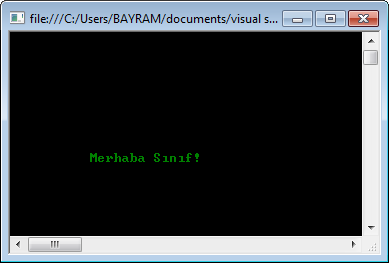 file:///C:/Users/BAYRAM/documents/visual s...
Merhaba Sınıf!